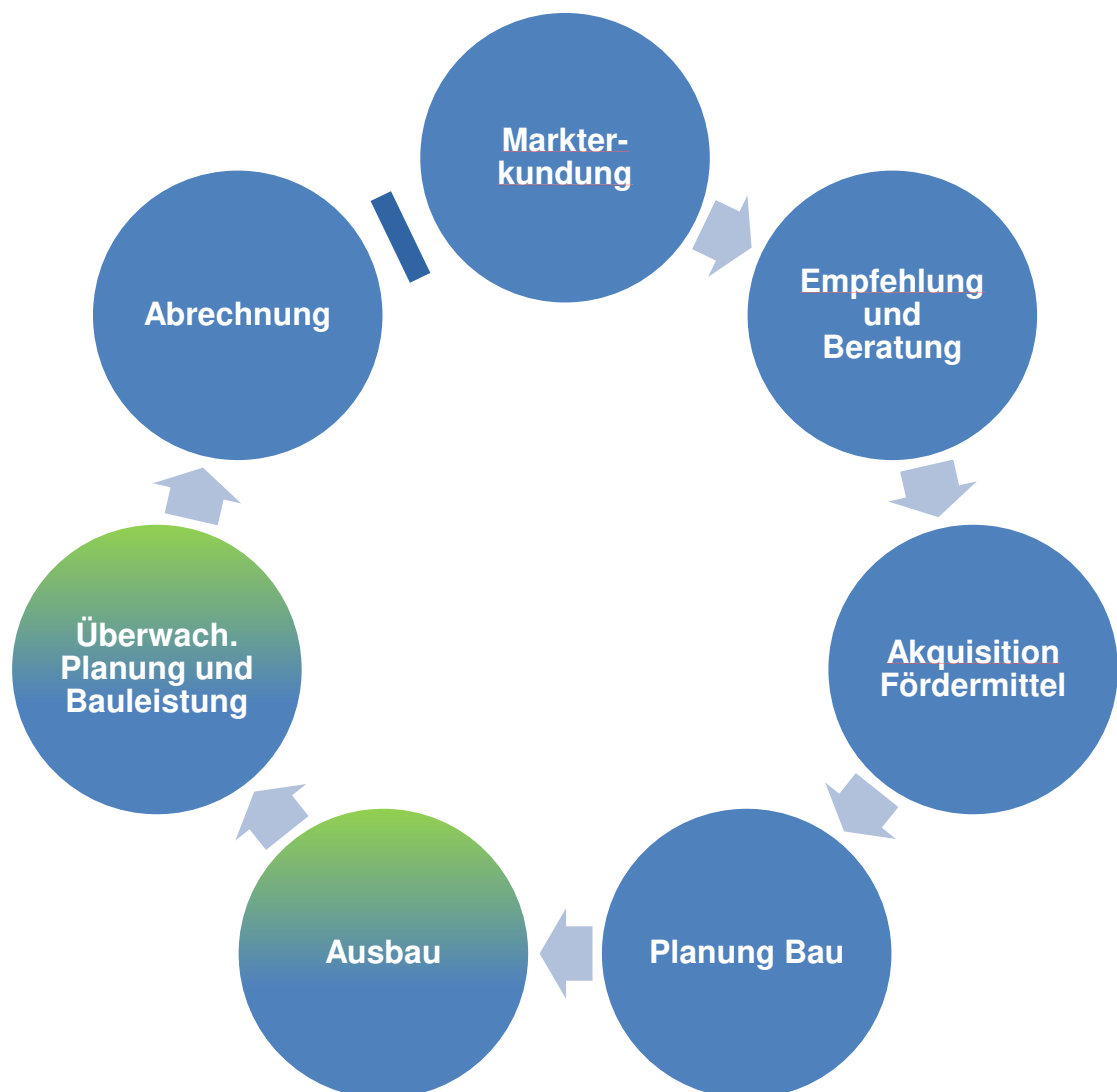 Markter-
kundung
Empfehlung
und
Beratung
Akquisition
Fördermittel
Planung Bau
Ausbau
Überwach.
Planung und
Bauleistung
Abrechnung